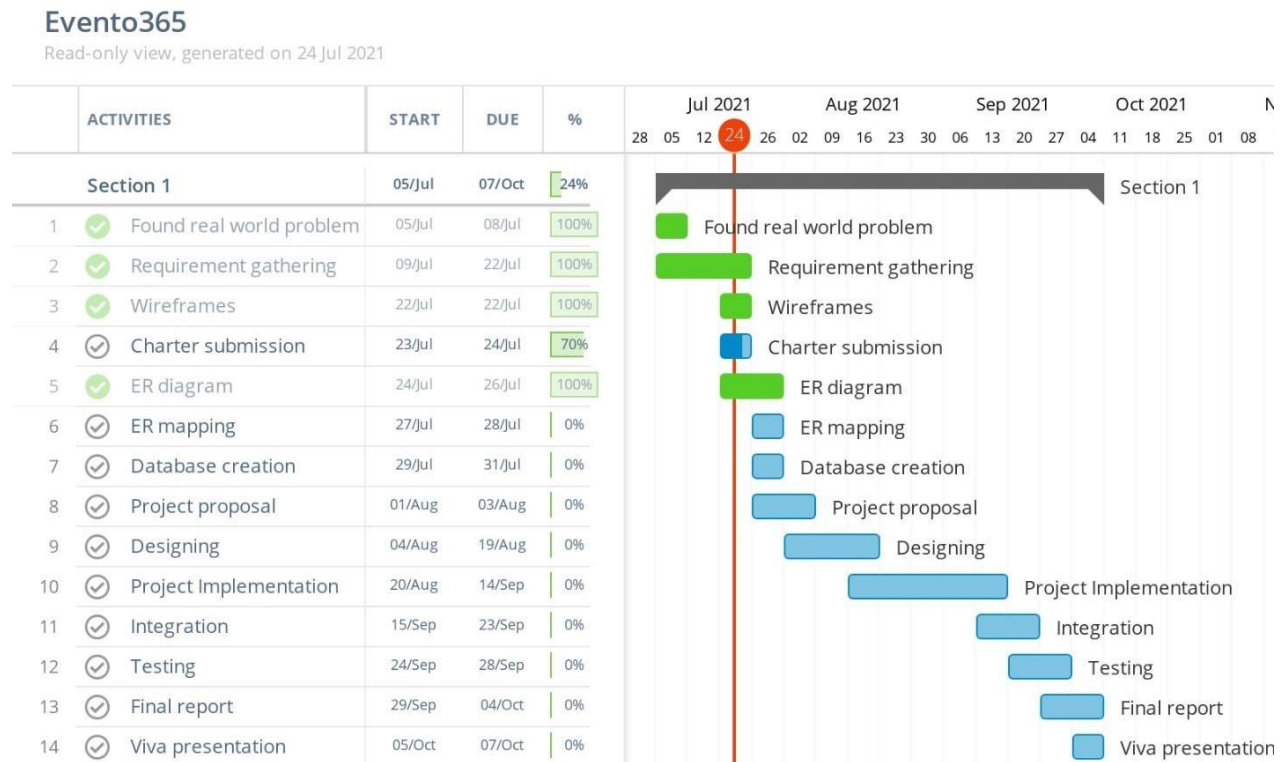 Evento365
Read-only view, generated on 24 Jul 2021
ACTIVITIES START DUE % Jul 2021 Aug 2021 Sep 2021 Oct 2021 N
28 05 12 24 26 02 09 16 23 30 06 13 20 27 04 11 18 25 01 08
Section 1 05/Jul 07/Oct 24% Section 1
1 Found real world problem 05/Jul 08/Jul 100% Found real world problem
2 Requirement gathering 09/Jul 22/Jul 100% Requirement gathering
3 Wireframes 22/Jul 22/Jul 100% Wireframes
4 Charter submission 23/Jul 24/Jul 70% Charter submission
5 ER diagram 24/Jul 26/Jul 100% ER diagram
6 ER mapping 27/Jul 28/Jul 0% ER mapping
7 Database creation 29/Jul 31/Jul 0% Database creation
8 Project proposal 01/Aug 03/Aug 0% Project proposal
9 Designing 04/Aug 19/Aug 0% Designing
10 Project Implementation 20/Aug 14/Sep 0% Project Implementation
11 Integration 15/Sep 23/Sep 0% Integration
12 Testing 24/Sep 28/Sep 0% Testing
13 Final report 29/Sep 04/Oct 0% Final report
14 Viva presentation 05/Oct 07/Oct 0% Viva presentation